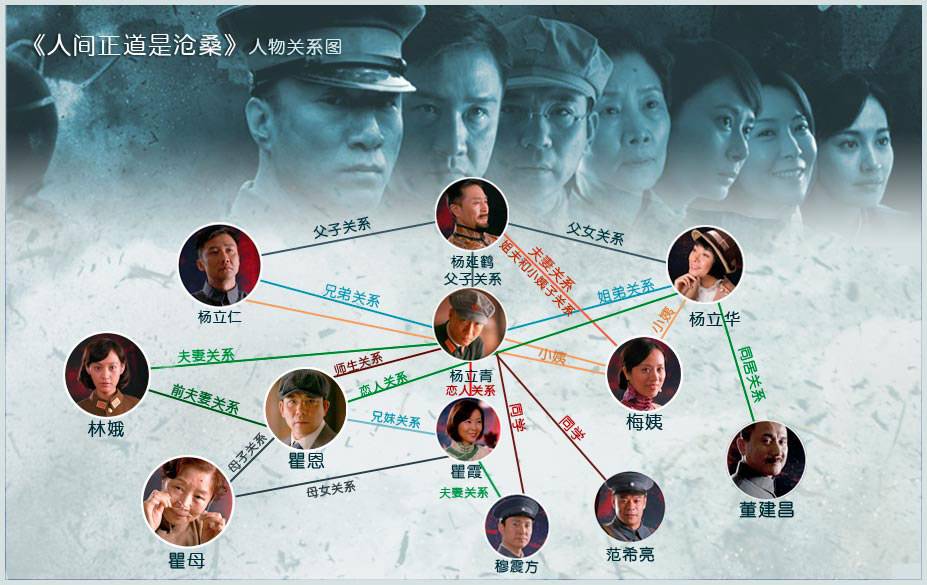 《人间正道是沧桑》人物关系图
父子关系
父女关系
杨延鹤
夫妻关系
姐夫和小姨子关系
父子关系
杨立仁
兄弟关系
姐弟关系
杨立华
小姨
夫妻关系
师生关系
杨立青
小姨
同居关系
恋人关系
恋人关系
前夫妻关系
林娥
兄妹关系
同学
同学
梅姨
瞿恩
母子关系
瞿霞
母女关系
夫妻关系
董建昌
瞿母
穆震方
范希亮